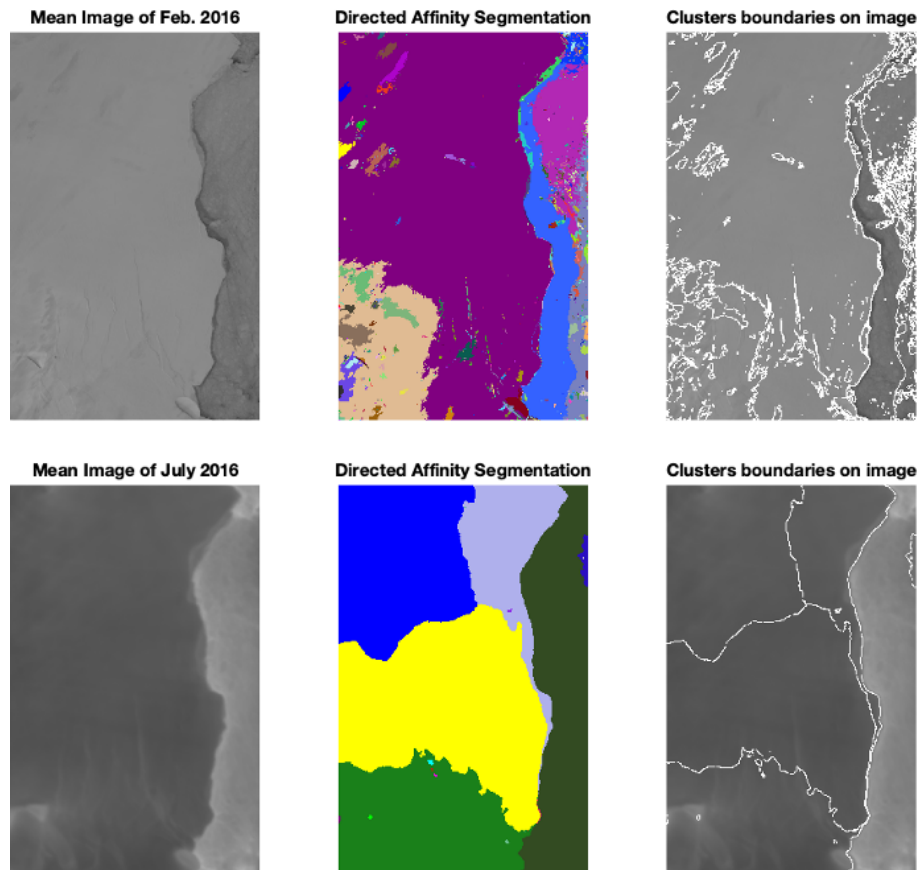 Mean Image of Feb. 2016
Directed Affinity Segmentation
Clusters boundaries on image
Mean Image of July 2016
Directed Affinity Segmentation
Clusters boundaries on image